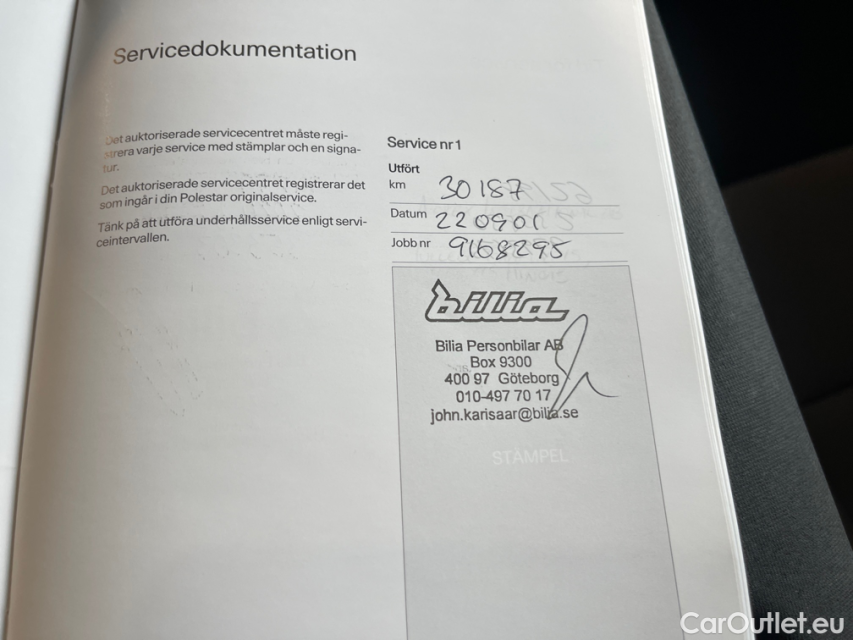 Servicedokumentation
Det auktoriserade servicecentret måste regi-
strera varje service med stämplar och en signa-
tur.
Det auktoriserade servicecentret registrerar det
som ingår i din Polestar originalservice.
Tänk på att utföra underhållsservice enligt servi-
ceintervallen.
Service nr 1
Utfört
km 30187
Datum 220901
Jobb nr 9168295
bilia
Bilia Personbilar AB
Box 9300
400 97 Göteborg
010-497 70 17
john.karisaar@bilia.se
STÄMPEL
CarOutlet.eu